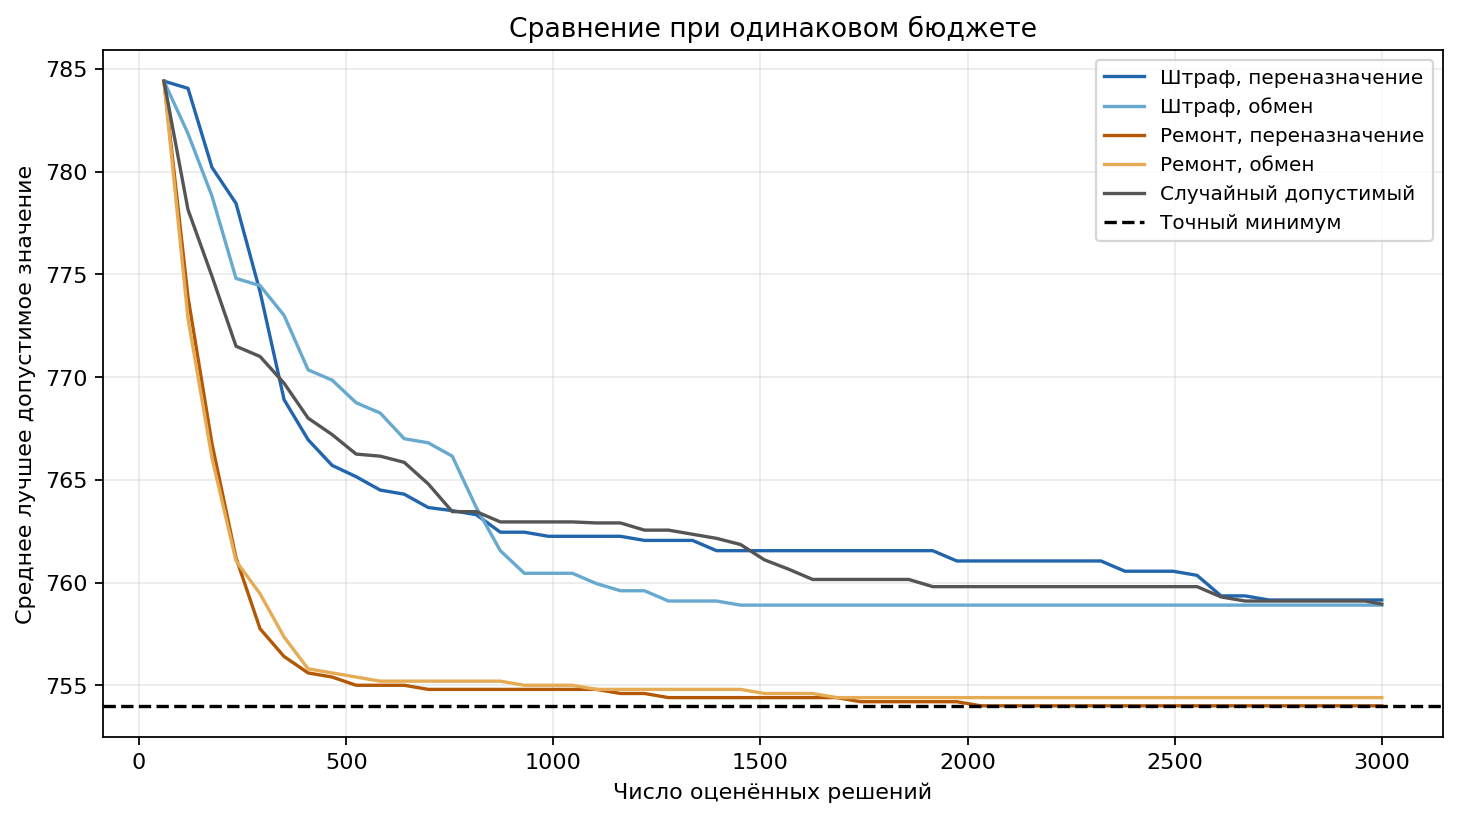 Сравнение при одинаковом бюджете
Среднее лучшее допустимое значение
785
780
775
770
765
760
755
Штраф, переназначение
Штраф, обмен
Ремонт, переназначение
Ремонт, обмен
Случайный допустимый
Точный минимум
0
500
1000
1500
2000
2500
3000
Число оценённых решений